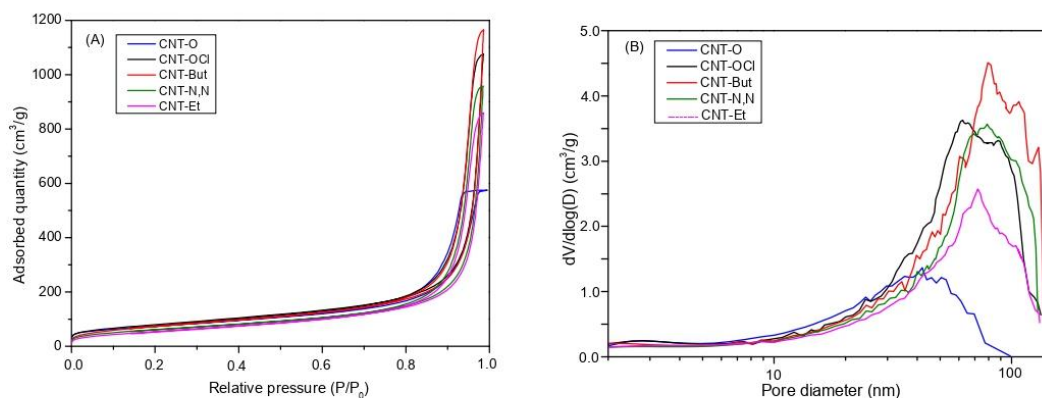 (A)
CNT-O
CNT-OCl
CNT-But
CNT-N,N
CNT-Et
1200
1000
800
600
400
200
0
Adsorbed quantity (cm³/g)
0.0
0.2
0.4
0.6
0.8
1.0
Relative pressure (P/P₀)
(B)
CNT-O
CNT-OCl
CNT-But
CNT-N,N
CNT-Et
5.0
4.0
3.0
2.0
1.0
0.0
dV/dlog(D) (cm³/g)
10
100
Pore diameter (nm)